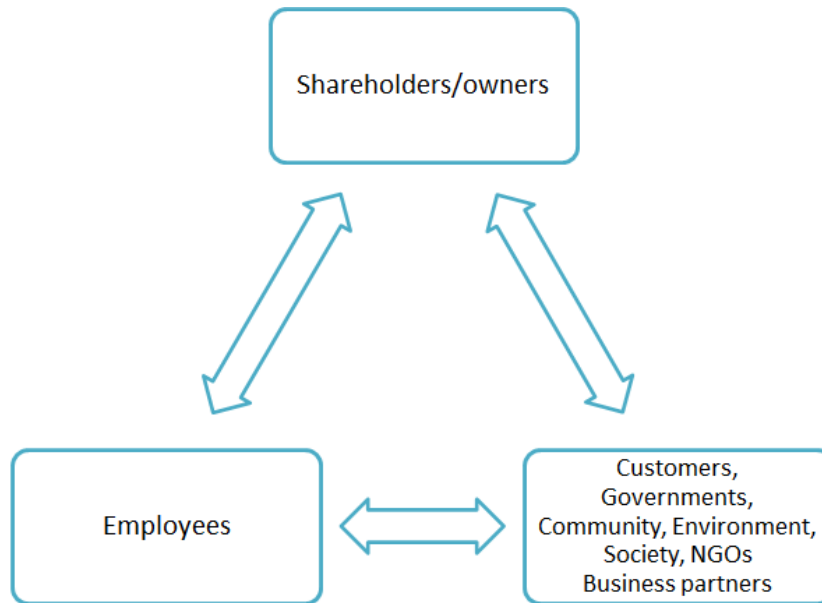 Shareholders/owners
Employees
Customers,
Governments,
Community, Environment,
Society, NGOs
Business partners